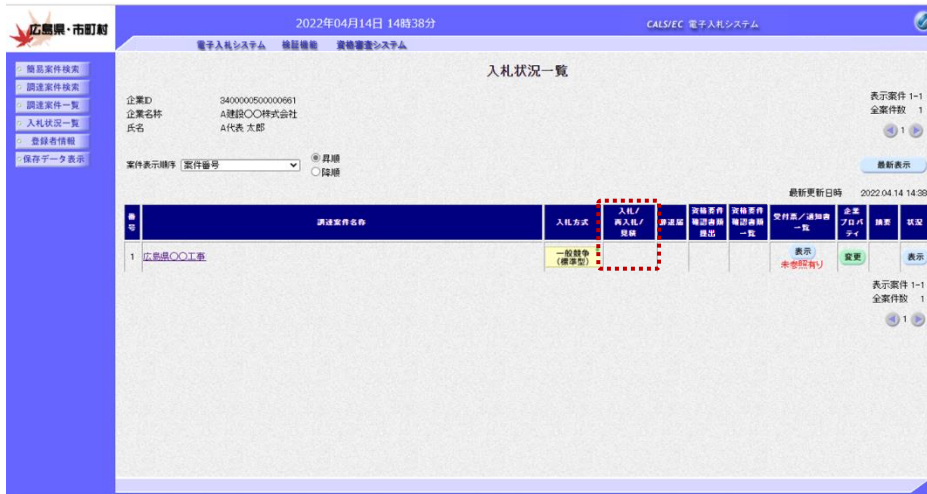 広島県・市町村
2022年04月14日 14時38分
CALS/EC 電子入札システム
電子入札システム 検証機能 資格審査システム
簡易案件検索
調達案件検索
調達案件一覧
入札状況一覧
登録者情報
保存データ表示
入札状況一覧
企業ID 3400000500000661
企業名称 A建設〇〇株式会社
氏名 A代表 太郎
表示案件 1-1
全案件数 1
1
案件表示順序 案件番号
昇順
降順
最新表示
最新更新日時 2022.04.14 14:38
番号 調達案件名称 入札方式 入札/再入札/見積 辞退届 資格要件確認書類提出 資格要件確認書類一覧 受付票/通知書一覧 企業プロパティ 摘要 状況
1 広島県〇〇工事 一般競争(標準型) 表示 未参照有り 変更 表示
表示案件 1-1
全案件数 1
1